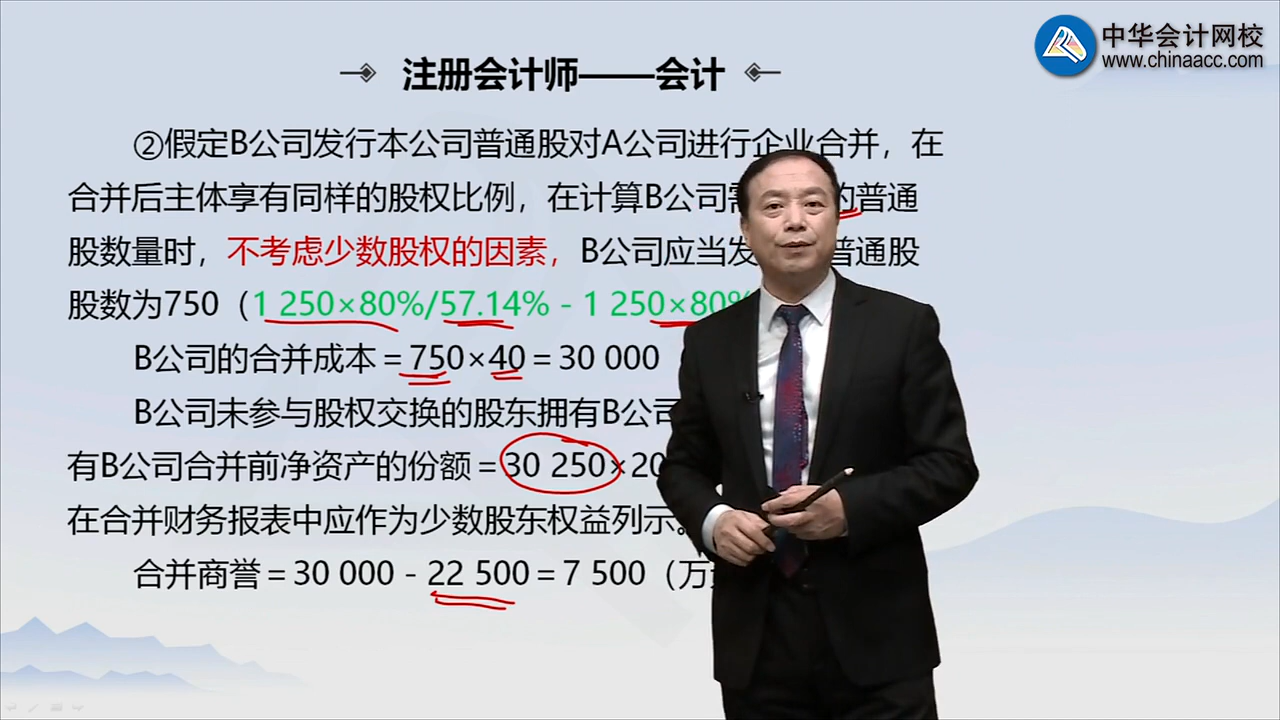 中华会计网校
www.chinaacc.com
注册会计师——会计
②假定B公司发行本公司普通股对A公司进行企业合并，在
合并后主体享有同样的股权比例，在计算B公司 的普通
股数量时，不考虑少数股权的因素，B公司应当发 普通股
股数为750（1 250×80%/57.14% - 1 250×80%
B公司的合并成本＝750×40＝30 000
B公司未参与股权交换的股东拥有B公司
有B公司合并前净资产的份额＝30 250×20
在合并财务报表中应作为少数股东权益列示。
合并商誉＝30 000 - 22 500＝7 500（万